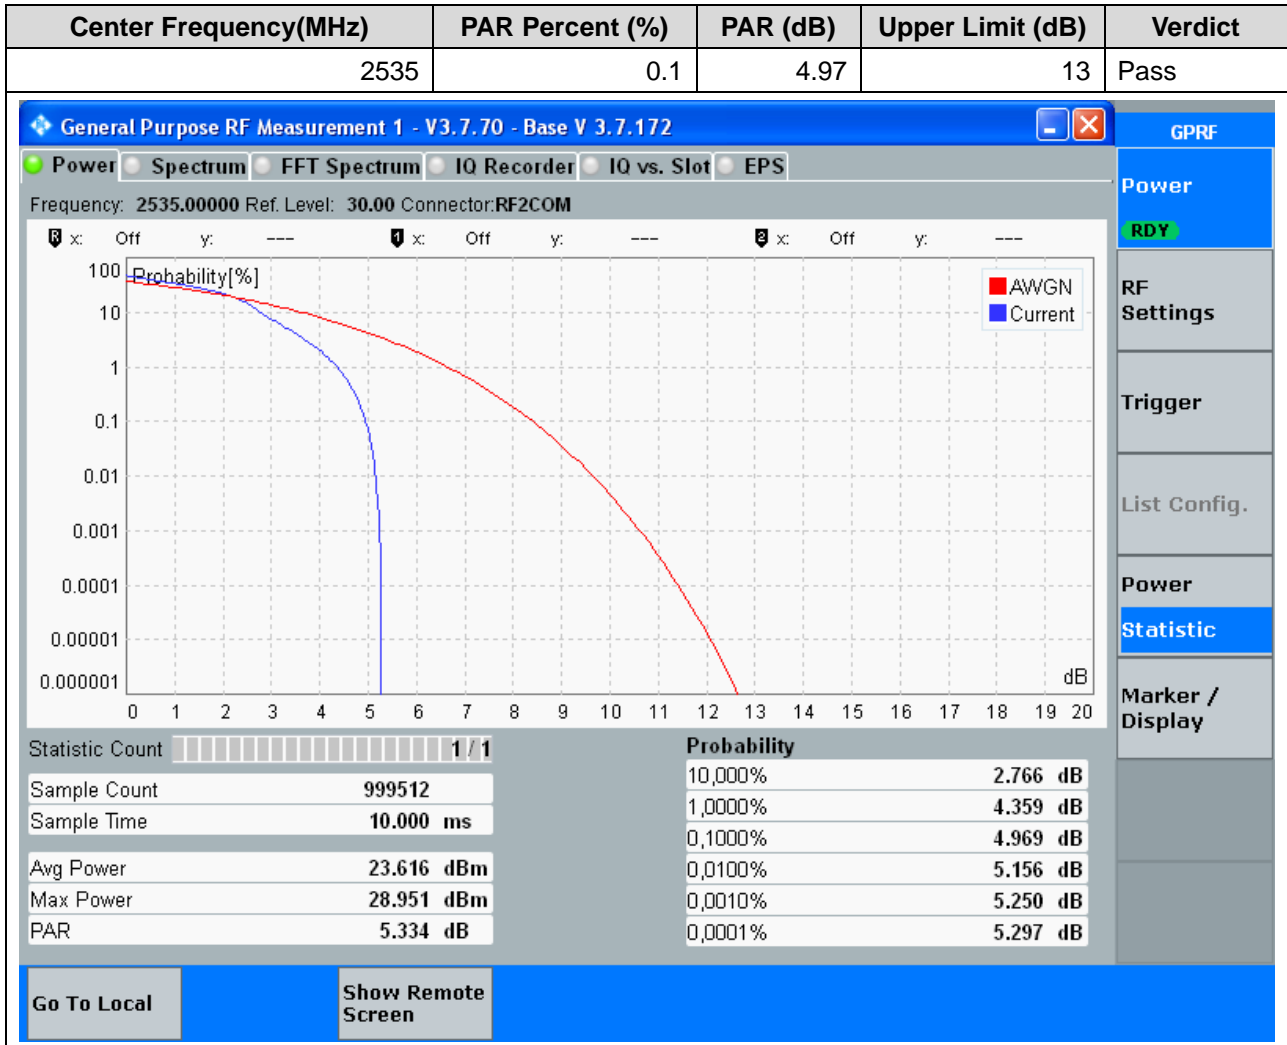 Center Frequency(MHz) PAR Percent (%) PAR (dB) Upper Limit (dB) Verdict
2535 0.1 4.97 13 Pass
General Purpose RF Measurement 1 - V3.7.70 - Base V 3.7.172
GPRF
Power Spectrum FFT Spectrum IQ Recorder IQ vs. Slot EPS
Frequency: 2535.00000 Ref. Level: 30.00 Connector:RF2COM
R x: Off y: --- 1 x: Off y: --- 2 x: Off y: ---
Probability[%]
AWGN
Current
100
10
1
0.1
0.01
0.001
0.0001
0.00001
0.000001
dB
0 1 2 3 4 5 6 7 8 9 10 11 12 13 14 15 16 17 18 19 20
Statistic Count 1 / 1
Sample Count 999512
Sample Time 10.000 ms
Avg Power 23.616 dBm
Max Power 28.951 dBm
PAR 5.334 dB
Probability
10,000% 2.766 dB
1,0000% 4.359 dB
0,1000% 4.969 dB
0,0100% 5.156 dB
0,0010% 5.250 dB
0,0001% 5.297 dB
Power
RDY
RF
Settings
Trigger
List Config.
Power
Statistic
Marker /
Display
Go To Local
Show Remote
Screen